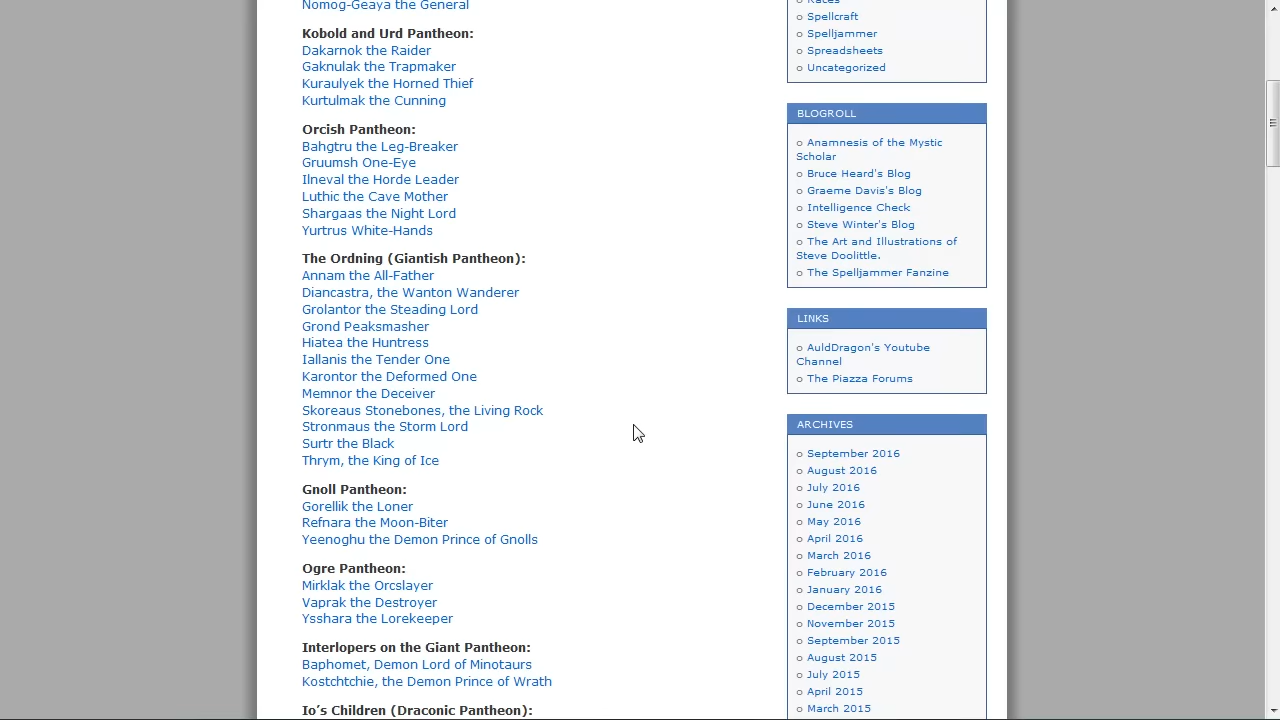 Nomog-Geaya the General
Kobold and Urd Pantheon:
Dakarnok the Raider
Gaknulak the Trapmaker
Kuraulyek the Horned Thief
Kurtulmak the Cunning
Orcish Pantheon:
Bahgtru the Leg-Breaker
Gruumsh One-Eye
Ilneval the Horde Leader
Luthic the Cave Mother
Shargaas the Night Lord
Yurtrus White-Hands
The Ordning (Giantish Pantheon):
Annam the All-Father
Diancastra, the Wanton Wanderer
Grolantor the Steading Lord
Grond Peaksmasher
Hiatea the Huntress
Iallanis the Tender One
Karontor the Deformed One
Memnor the Deceiver
Skoreaus Stonebones, the Living Rock
Stronmaus the Storm Lord
Surtr the Black
Thrym, the King of Ice
Gnoll Pantheon:
Gorellik the Loner
Refnara the Moon-Biter
Yeenoghu the Demon Prince of Gnolls
Ogre Pantheon:
Mirklak the Orcslayer
Vaprak the Destroyer
Ysshara the Lorekeeper
Interlopers on the Giant Pantheon:
Baphomet, Demon Lord of Minotaurs
Kostchtchie, the Demon Prince of Wrath
Io’s Children (Draconic Pantheon):
Races
Spellcraft
Spelljammer
Spreadsheets
Uncategorized
BLOGROLL
Anamnesis of the Mystic
Scholar
Bruce Heard's Blog
Graeme Davis's Blog
Intelligence Check
Steve Winter's Blog
The Art and Illustrations of
Steve Doolittle.
The Spelljammer Fanzine
LINKS
AuldDragon's Youtube
Channel
The Piazza Forums
ARCHIVES
September 2016
August 2016
July 2016
June 2016
May 2016
April 2016
March 2016
February 2016
January 2016
December 2015
November 2015
September 2015
August 2015
July 2015
April 2015
March 2015